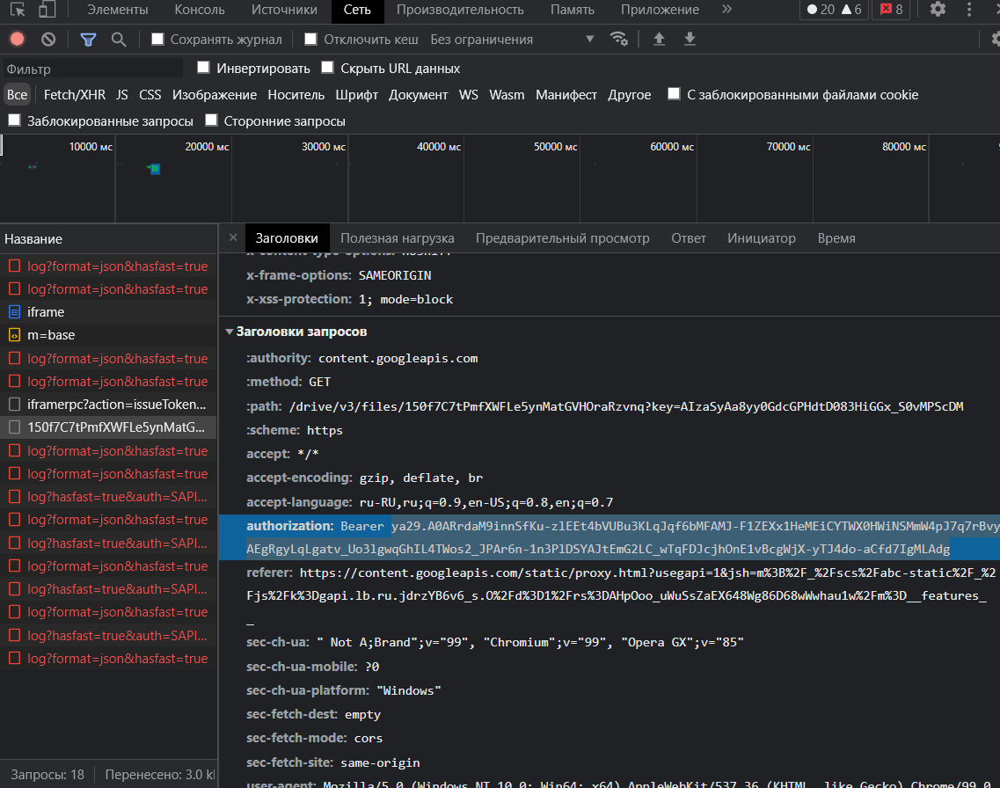 Элементы Консоль Источники Сеть Производительность Память Приложение » 20 6 8
Сохранять журнал Отключить кеш Без ограничения
Фильтр Инвертировать Скрыть URL данных
Все Fetch/XHR JS CSS Изображение Носитель Шрифт Документ WS Wasm Манифест Другое С заблокированными файлами cookie
Заблокированные запросы Сторонние запросы
10000 мс 20000 мс 30000 мс 40000 мс 50000 мс 60000 мс 70000 мс 80000 мс
Название
log?format=json&hasfast=true
log?format=json&hasfast=true
iframe
m=base
log?format=json&hasfast=true
log?format=json&hasfast=true
iframerpc?action=issueToken...
150f7C7tPmfXWFLe5ynMatG...
log?format=json&hasfast=true
log?format=json&hasfast=true
log?hasfast=true&auth=SAPI...
log?format=json&hasfast=true
log?hasfast=true&auth=SAPI...
log?format=json&hasfast=true
log?hasfast=true&auth=SAPI...
log?format=json&hasfast=true
log?hasfast=true&auth=SAPI...
log?format=json&hasfast=true
Запросы: 18 Перенесено: 3.0 k
× Заголовки Полезная нагрузка Предварительный просмотр Ответ Инициатор Время
x-content-type-options: nosniff
x-frame-options: SAMEORIGIN
x-xss-protection: 1; mode=block
Заголовки запросов
:authority: content.googleapis.com
:method: GET
:path: /drive/v3/files/150f7C7tPmfXWFLe5ynMatGVHOraRzvnq?key=AIzaSyAa8yy0GdcGPHdtD083HiGGx_S0vMPScDM
:scheme: https
accept: */*
accept-encoding: gzip, deflate, br
accept-language: ru-RU,ru;q=0.9,en-US;q=0.8,en;q=0.7
authorization: Bearer ya29.A0ARrdaM9innSfKu-zlEEt4bVUBu3KLqJqf6bMFAMJ-F1ZEXx1HeMEiCYTWX0HWiNSMmW4pJ7q7rBvy
AEgRgyLqLgatv_Uo3lgwqGhIL4TWos2_JPAr6n-1n3PlDSYAJtEmG2LC_wTqFDJcjhOnE1vBcgWjX-yTJ4do-aCfd7IgMLAdg
referer: https://content.googleapis.com/static/proxy.html?usegapi=1&jsh=m%3B%2F_%2Fscs%2Fabc-static%2F_%2
Fjs%2Fk%3Dgapi.lb.ru.jdrzYB6v6_s.O%2Fd%3D1%2Frs%3DAHpOoo_uWuSsZaEX648Wg86D68wWwhau1w%2Fm%3D__features_
_
sec-ch-ua: " Not A;Brand";v="99", "Chromium";v="99", "Opera GX";v="85"
sec-ch-ua-mobile: ?0
sec-ch-ua-platform: "Windows"
sec-fetch-dest: empty
sec-fetch-mode: cors
sec-fetch-site: same-origin
user-agent: Mozilla/5.0 (Windows NT 10.0; Win64; x64) AppleWebKit/537.36 (KHTML, like Gecko) Chrome/99.0